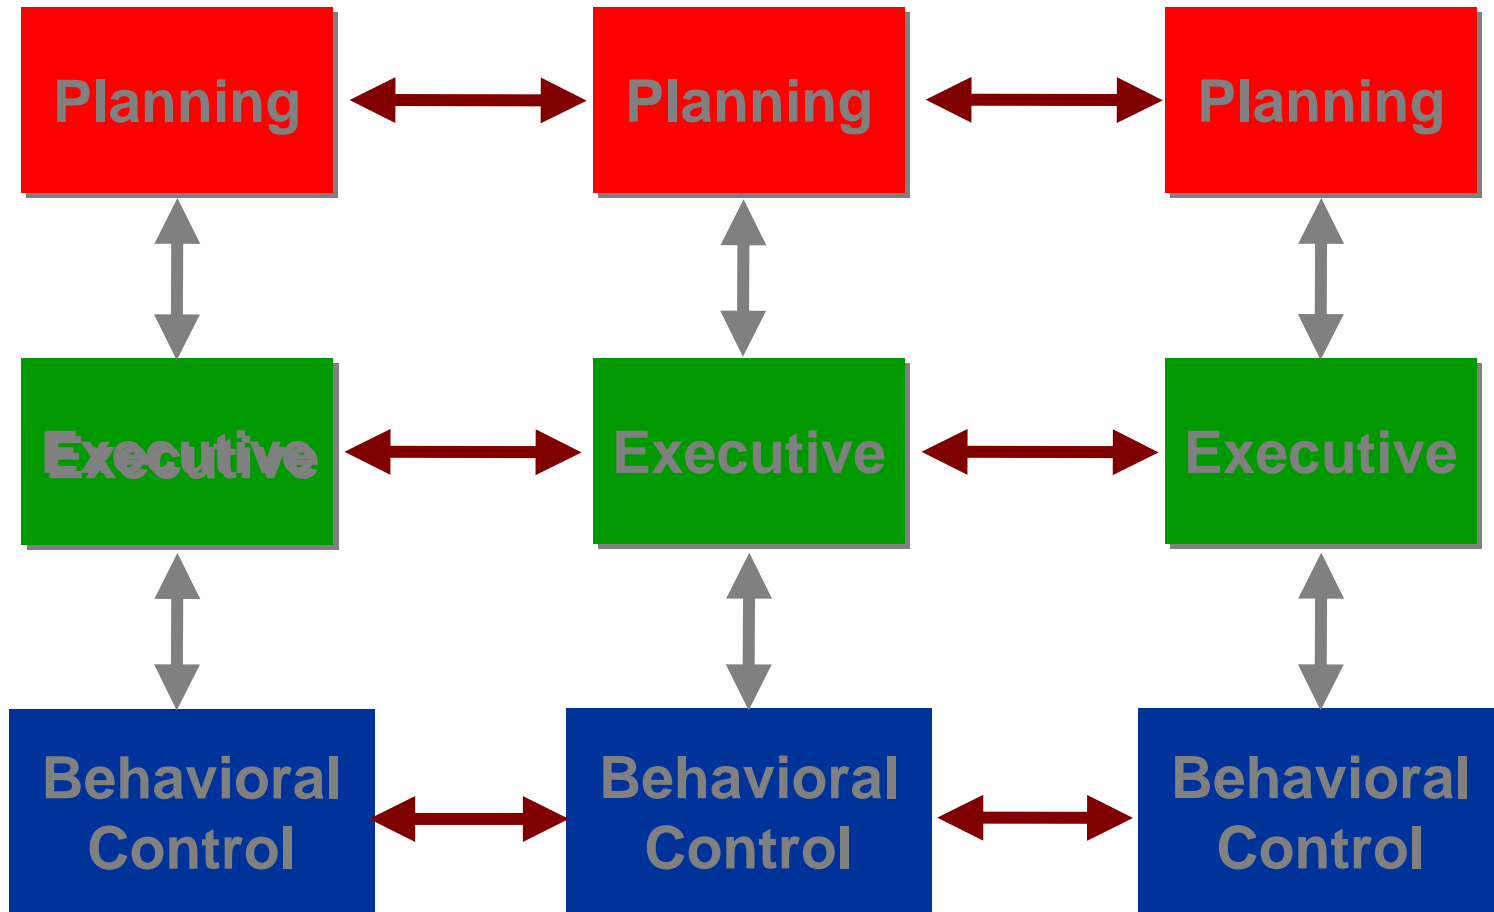 Planning Planning Planning
Executive Executive Executive
Behavioral Behavioral Behavioral
Control Control Control